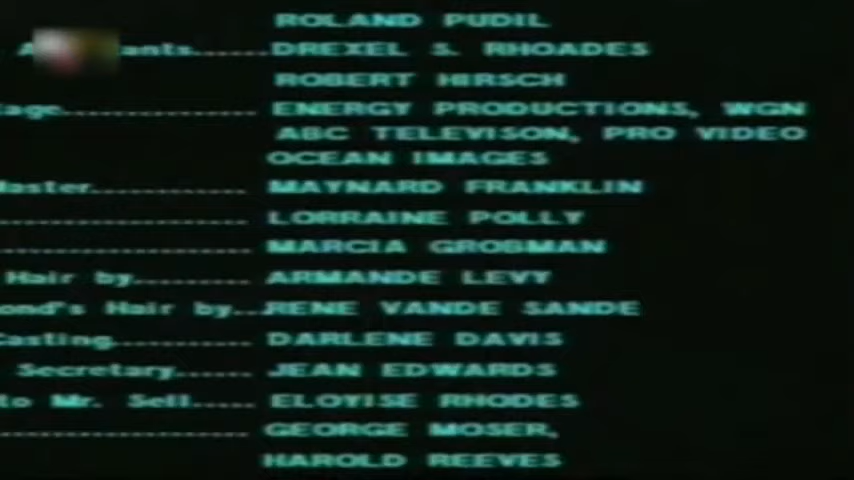 ROLAND PUDIL
ants......DREXEL S. RHOADES
ROBERT HIRSCH
age.................ENERGY PRODUCTIONS, WGN
ABC TELEVISON, PRO VIDEO
OCEAN IMAGES
Master..............MAYNARD FRANKLIN
......................LORRAINE POLLY
......................MARCIA GROBMAN
Hair by..........ARMANDE LEVY
ond's Hair by...RENE VANDE SANDE
Casting............DARLENE DAVIS
Secretary......JEAN EDWARDS
to Mr. Sell.....ELOYISE RHODES
......................GEORGE MOSER,
HAROLD REEVES